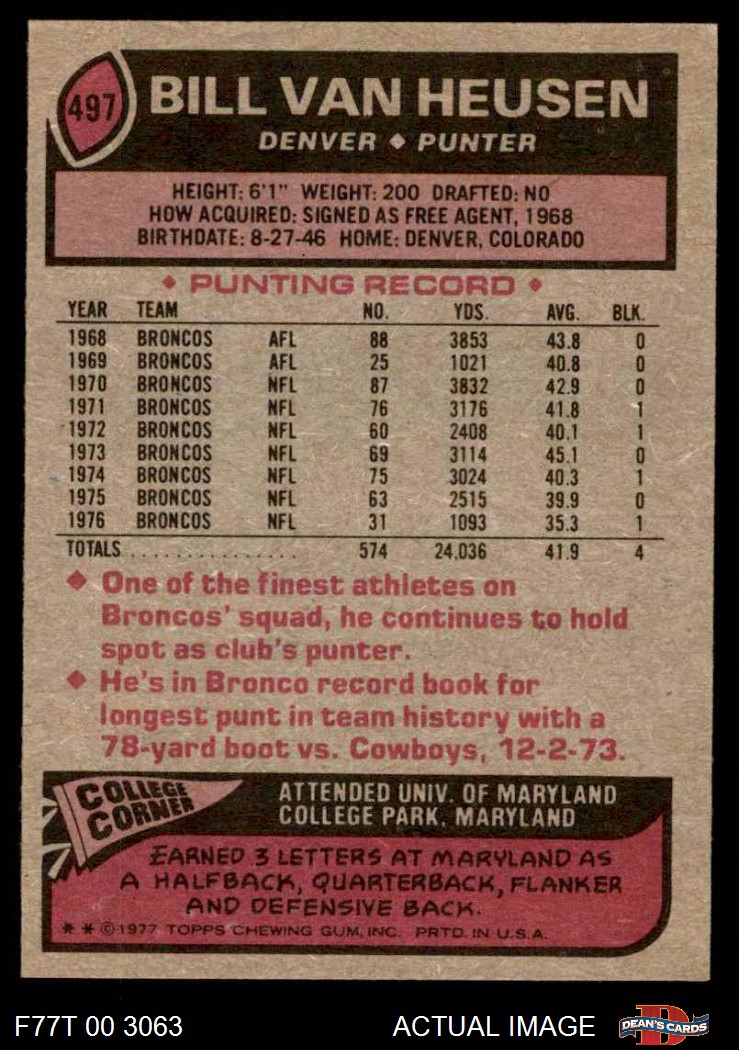 497
BILL VAN HEUSEN
DENVER ◆ PUNTER
HEIGHT: 6'1" WEIGHT: 200 DRAFTED: NO
HOW ACQUIRED: SIGNED AS FREE AGENT, 1968
BIRTHDATE: 8-27-46 HOME: DENVER, COLORADO
◆ PUNTING RECORD ◆
YEAR TEAM NO. YDS. AVG. BLK.
1968 BRONCOS AFL 88 3853 43.8 0
1969 BRONCOS AFL 25 1021 40.8 0
1970 BRONCOS NFL 87 3832 42.9 0
1971 BRONCOS NFL 76 3176 41.8 1
1972 BRONCOS NFL 60 2408 40.1 1
1973 BRONCOS NFL 69 3114 45.1 0
1974 BRONCOS NFL 75 3024 40.3 1
1975 BRONCOS NFL 63 2515 39.9 0
1976 BRONCOS NFL 31 1093 35.3 1
TOTALS ................ 574 24,036 41.9 4
◆ One of the finest athletes on
Broncos' squad, he continues to hold
spot as club's punter.
◆ He's in Bronco record book for
longest punt in team history with a
78-yard boot vs. Cowboys, 12-2-73.
COLLEGE
CORNER
ATTENDED UNIV. OF MARYLAND
COLLEGE PARK, MARYLAND
EARNED 3 LETTERS AT MARYLAND AS
A HALFBACK, QUARTERBACK, FLANKER
AND DEFENSIVE BACK.
* * © 1977 TOPPS CHEWING GUM, INC. PRTD. IN U.S.A.
F77T 00 3063 ACTUAL IMAGE
D
DEAN'S CARDS